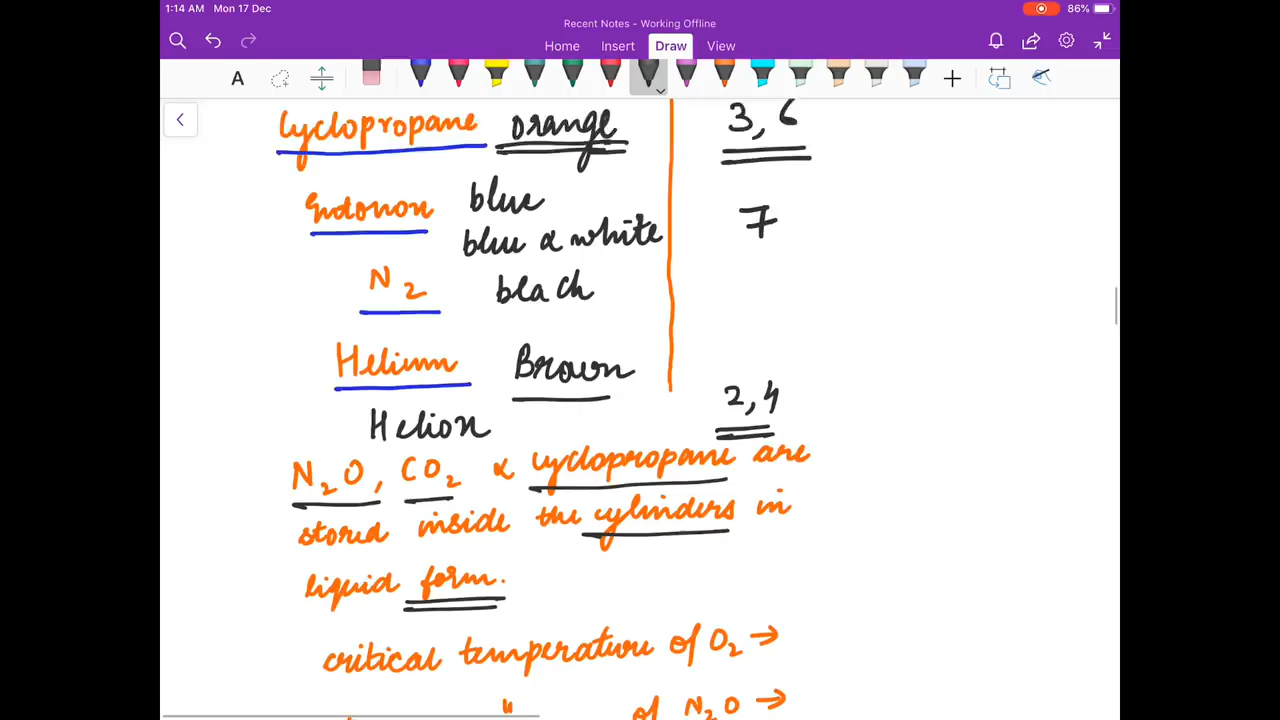 1:14 AM Mon 17 Dec
86%
Recent Notes - Working Offline
Home Insert Draw View
A
Cyclopropane orange 3, 6
Entonox blue 7
blue & white
N2 black
Helium Brown
Heliox 2, 4
N2O, CO2 & cyclopropane are
stored inside the cylinders in
liquid form.
critical temperature of O2 →
" of N2O →